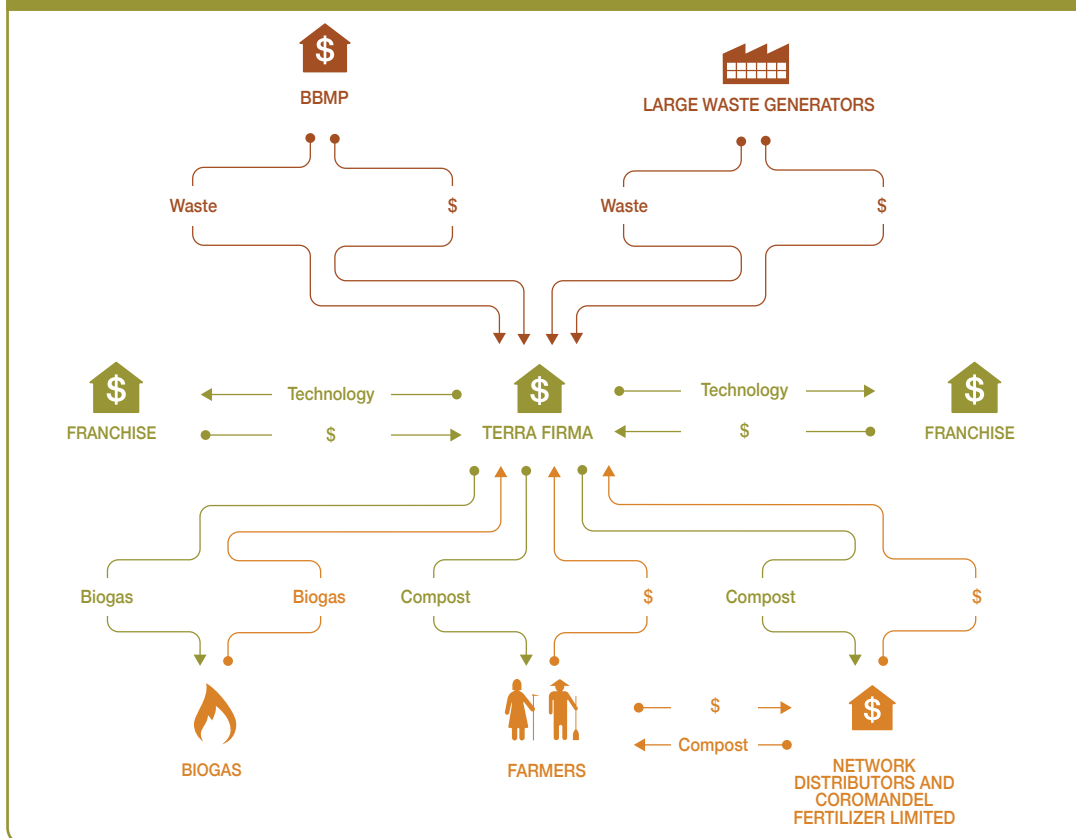 $
BBMP
LARGE WASTE GENERATORS
Waste
$
Waste
$
$
FRANCHISE
Technology
$
$
TERRA FIRMA
Technology
$
$
FRANCHISE
Biogas
Biogas
Compost
$
Compost
$
BIOGAS
FARMERS
$
Compost
$
NETWORK
DISTRIBUTORS AND
COROMANDEL
FERTILIZER LIMITED